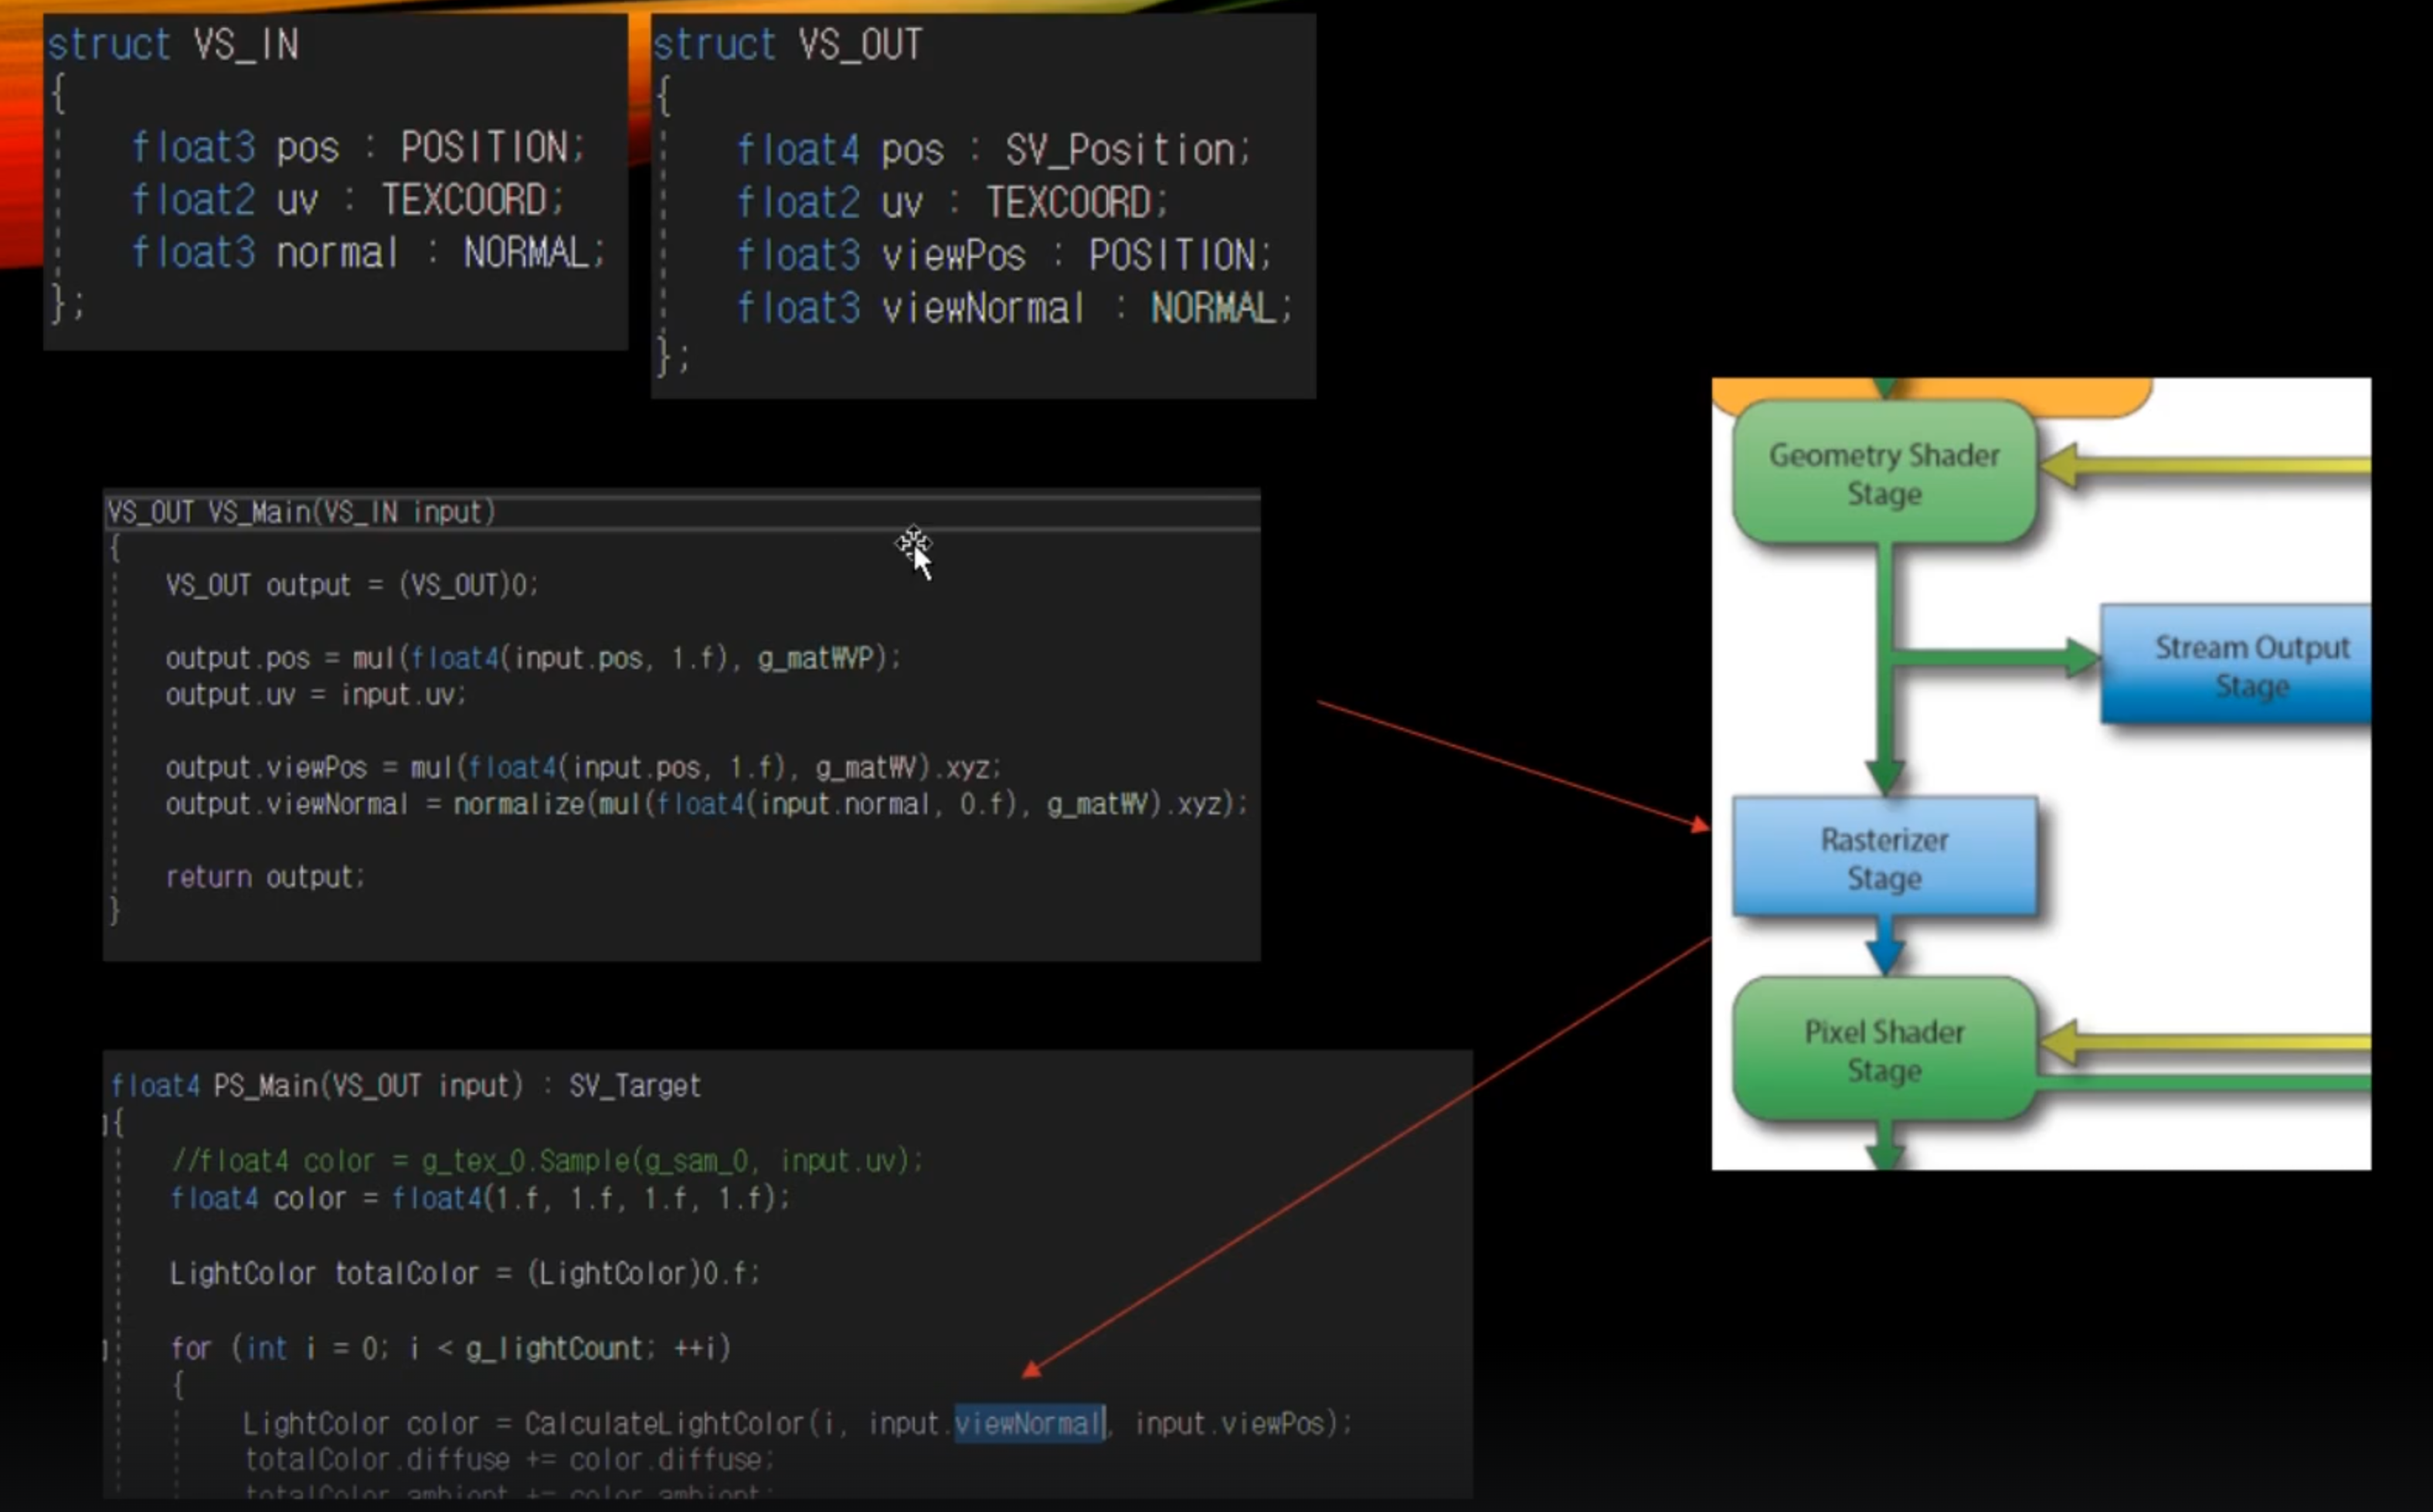 struct VS_IN
{
float3 pos : POSITION;
float2 uv : TEXCOORD;
float3 normal : NORMAL;
};
struct VS_OUT
{
float4 pos : SV_Position;
float2 uv : TEXCOORD;
float3 viewPos : POSITION;
float3 viewNormal : NORMAL;
};
VS_OUT VS_Main(VS_IN input)
{
VS_OUT output = (VS_OUT)0;
output.pos = mul(float4(input.pos, 1.f), g_matWVP);
output.uv = input.uv;
output.viewPos = mul(float4(input.pos, 1.f), g_matWV).xyz;
output.viewNormal = normalize(mul(float4(input.normal, 0.f), g_matWV).xyz);
return output;
}
float4 PS_Main(VS_OUT input) : SV_Target
{
//float4 color = g_tex_0.Sample(g_sam_0, input.uv);
float4 color = float4(1.f, 1.f, 1.f, 1.f);
LightColor totalColor = (LightColor)0.f;
for (int i = 0; i < g_lightCount; ++i)
{
LightColor color = CalculateLightColor(i, input.viewNormal, input.viewPos);
totalColor.diffuse += color.diffuse;
totalColor.ambient += color.ambient;
Geometry Shader
Stage
Stream Output
Stage
Rasterizer
Stage
Pixel Shader
Stage